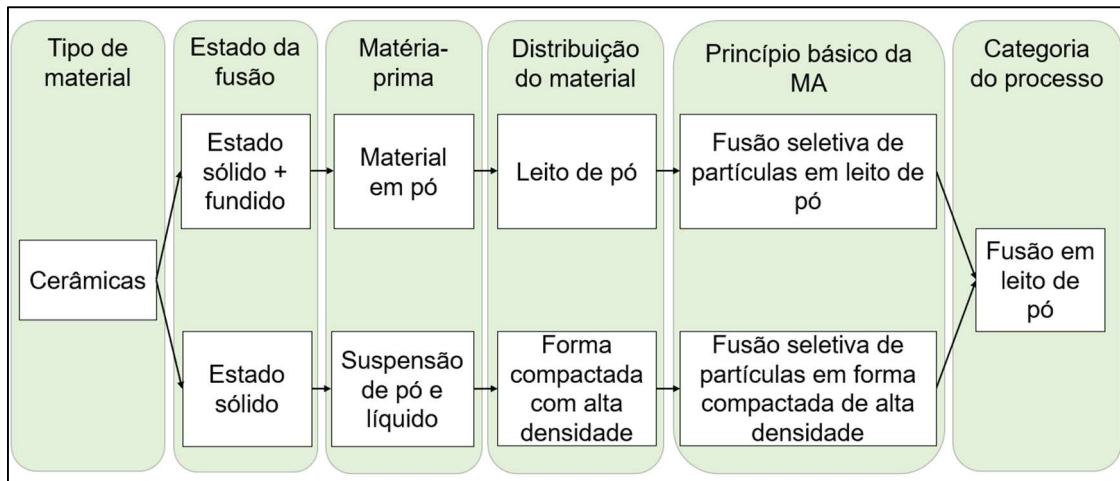 Tipo de
material
Estado da
fusão
Matéria-
prima
Distribuição
do material
Princípio básico da
MA
Categoria
do processo
Cerâmicas
Estado
sólido +
fundido
Material
em pó
Leito de pó
Fusão seletiva de
partículas em leito de
pó
Estado
sólido
Suspensão
de pó e
líquido
Forma
compactada
com alta
densidade
Fusão seletiva de
partículas em forma
compactada de alta
densidade
Fusão em
leito de
pó